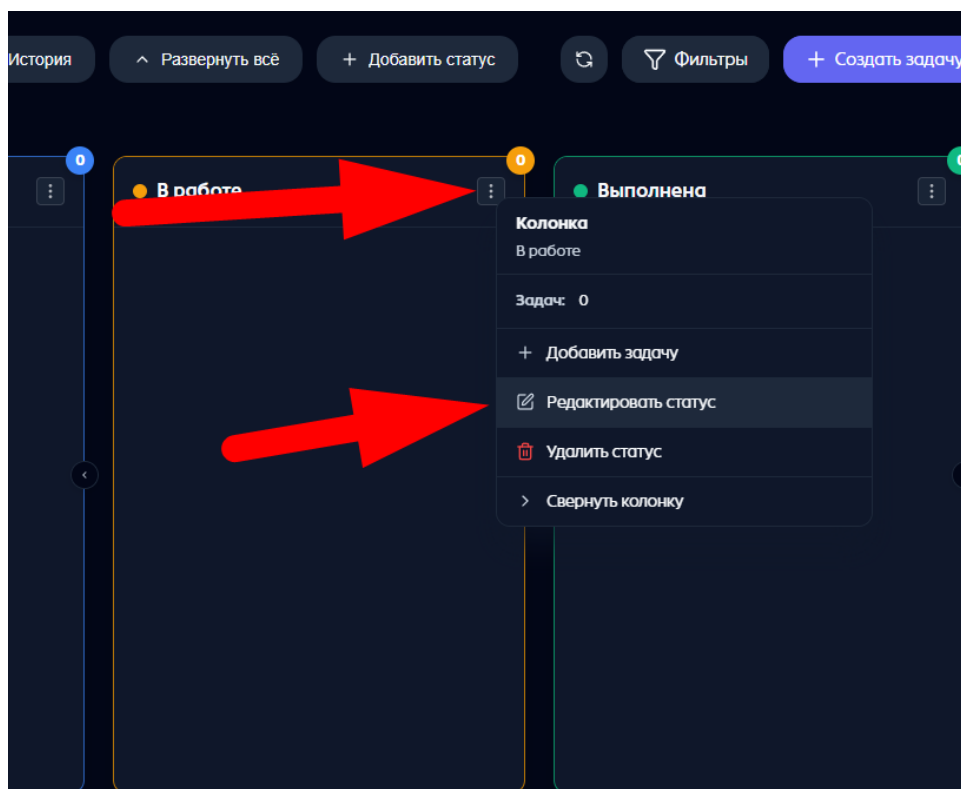 История
Развернуть всё
+ Добавить статус
Фильтры
+ Создать задачу
0
0
В работе
Выполнена
Колонка
В работе
Задач: 0
+ Добавить задачу
Редактировать статус
Удалить статус
Свернуть колонку